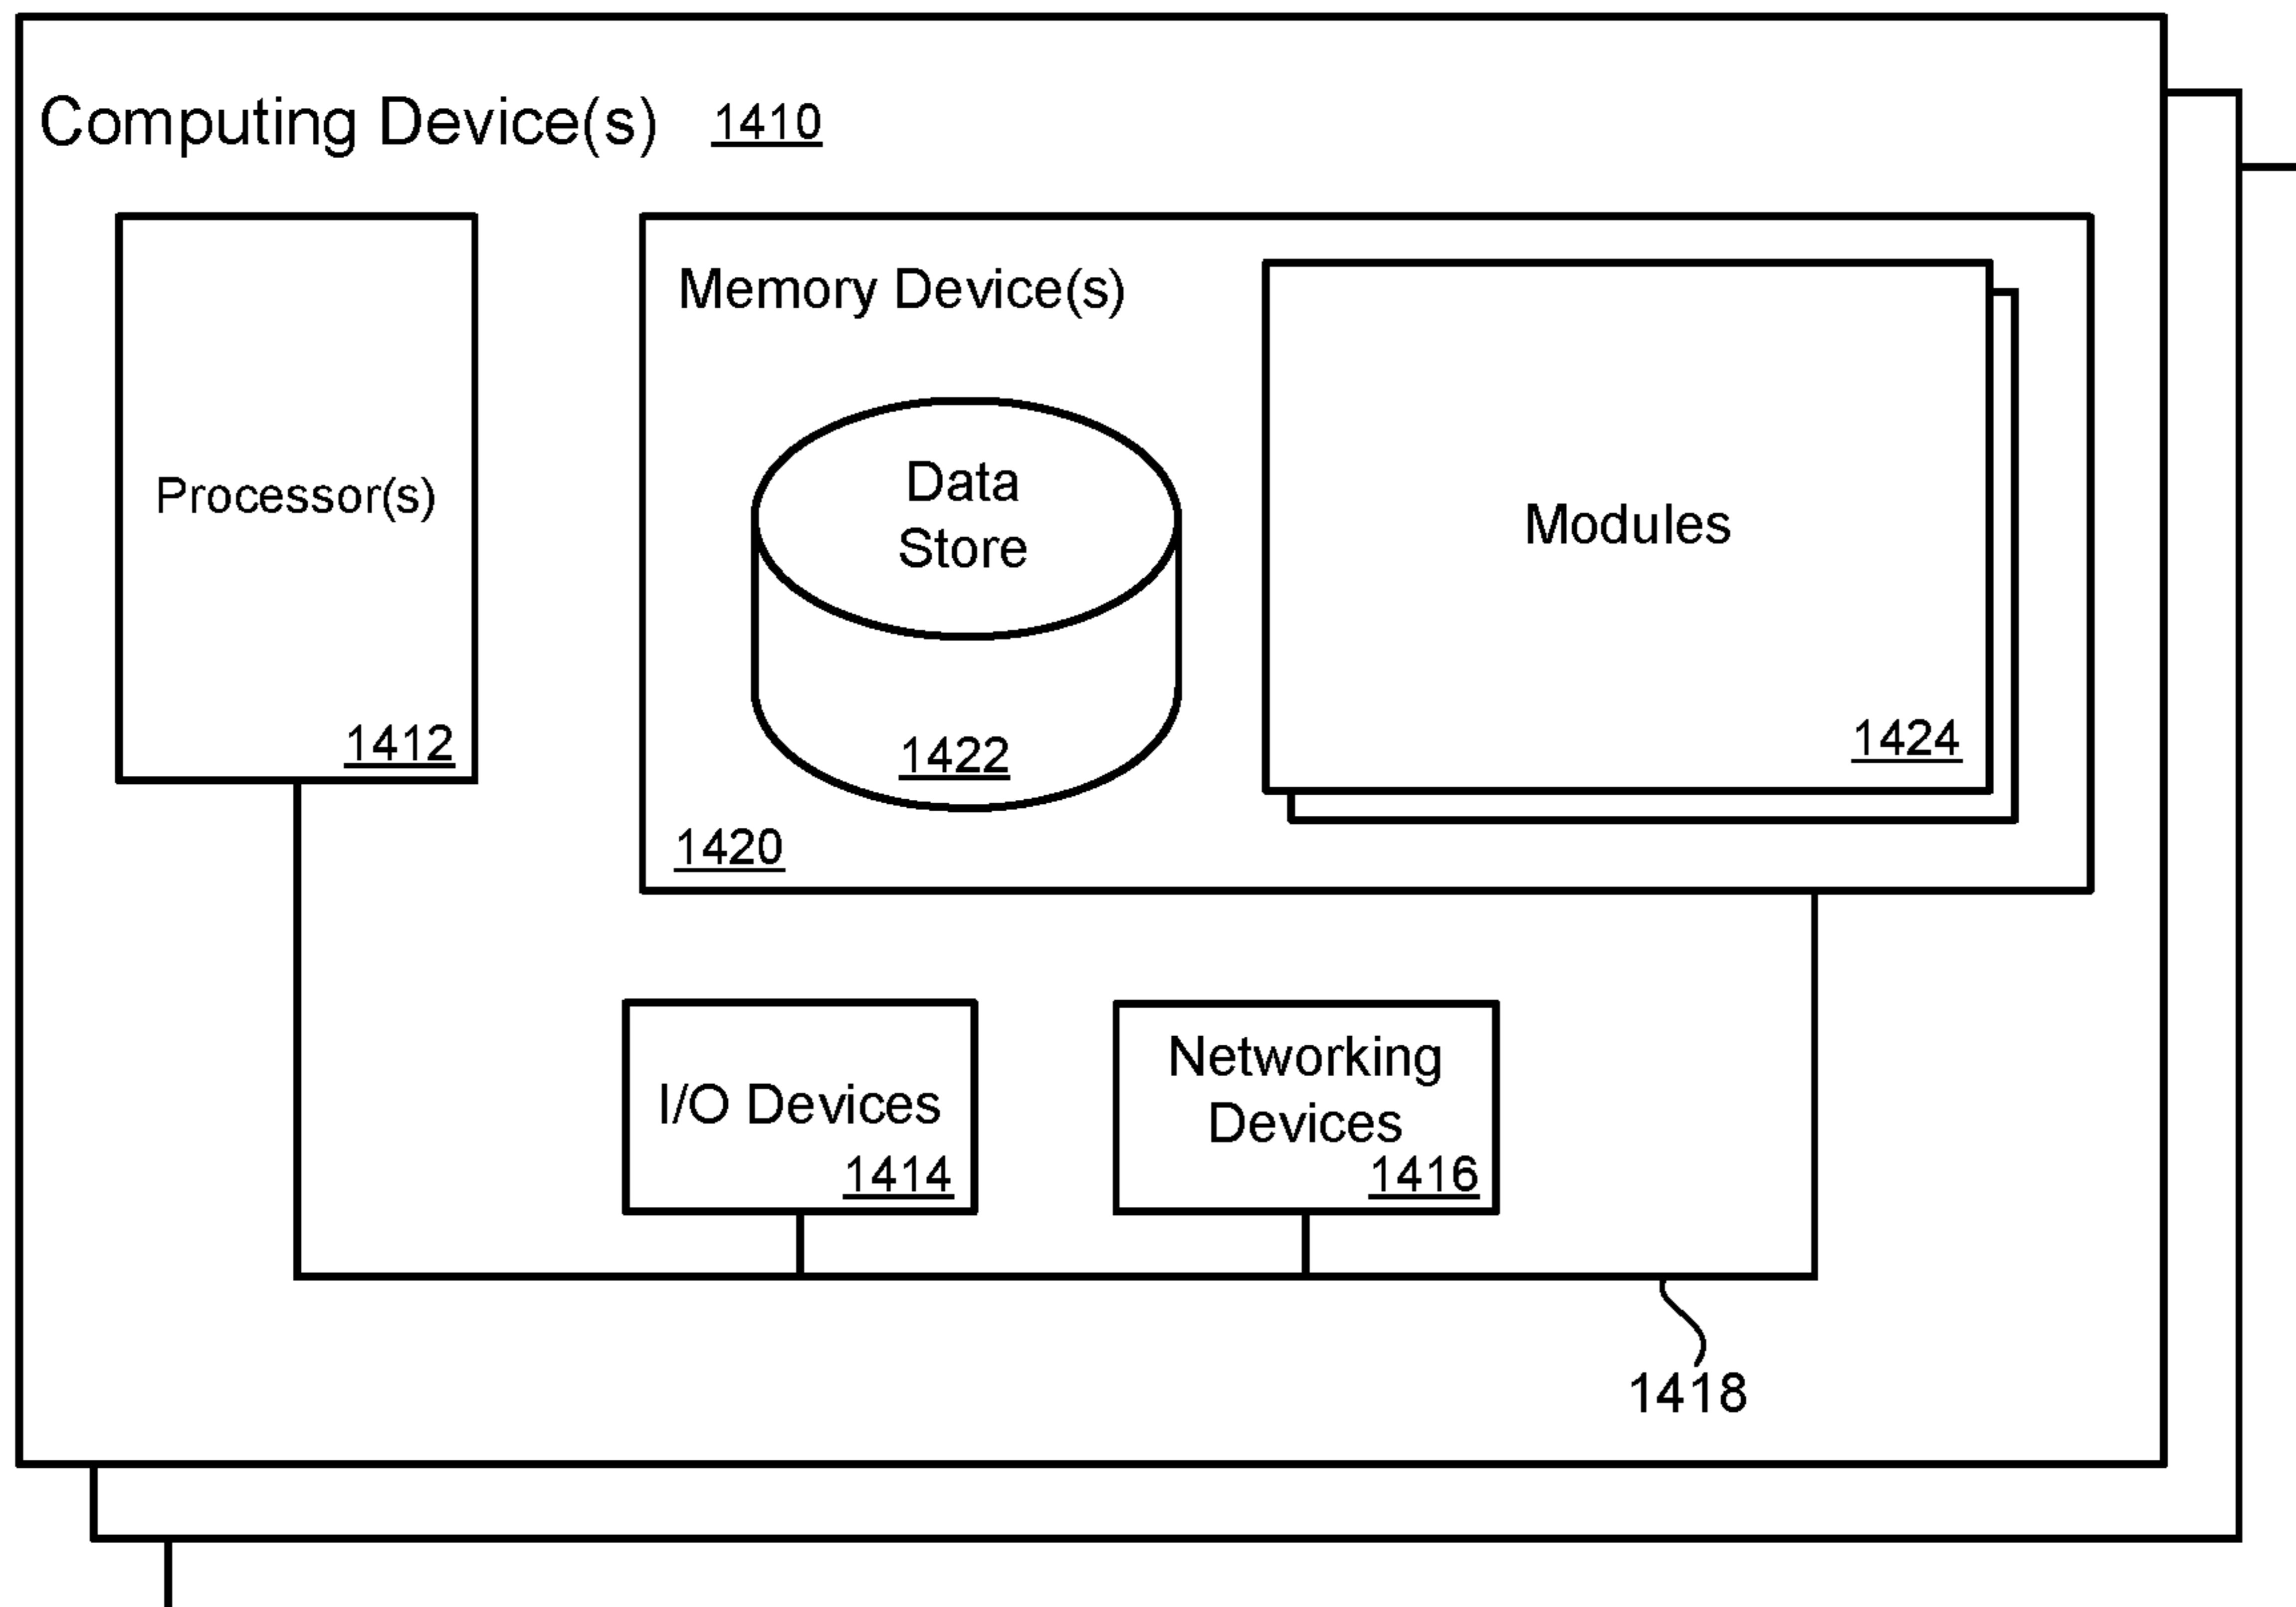 Computing Device(s) 1410
Processor(s)
1412
Memory Device(s)
Data
Store
1422
1420
Modules
1424
I/O Devices
1414
Networking
Devices
1416
1418